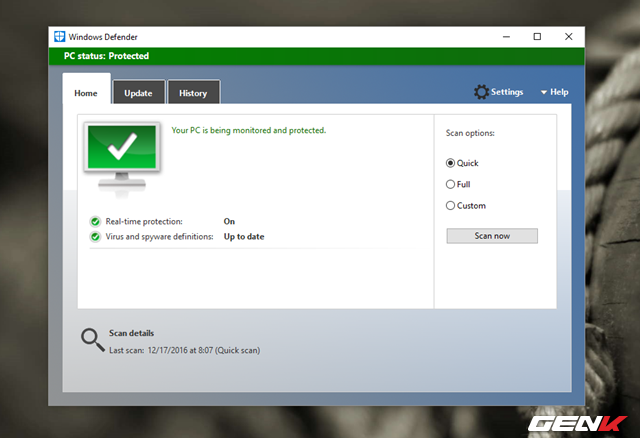 Windows Defender
PC status: Protected
Home
Update
History
Settings
Help
Your PC is being monitored and protected.
Real-time protection: On
Virus and spyware definitions: Up to date
Scan options:
Quick
Full
Custom
Scan now
Scan details
Last scan: 12/17/2016 at 8:07 (Quick scan)
GENK